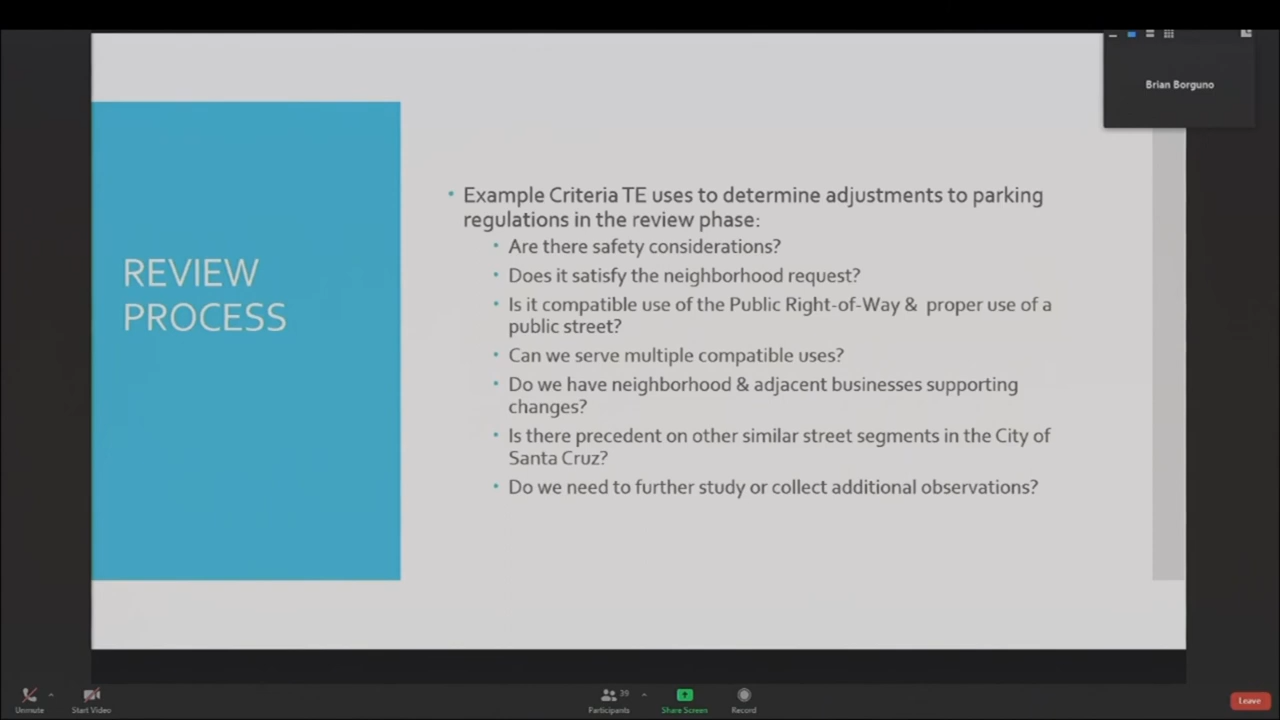 Brian Borguno
REVIEW
PROCESS
• Example Criteria TE uses to determine adjustments to parking
regulations in the review phase:
• Are there safety considerations?
• Does it satisfy the neighborhood request?
• Is it compatible use of the Public Right-of-Way & proper use of a
public street?
• Can we serve multiple compatible uses?
• Do we have neighborhood & adjacent businesses supporting
changes?
• Is there precedent on other similar street segments in the City of
Santa Cruz?
• Do we need to further study or collect additional observations?
Unmute
Start Video
39
Participants
Share Screen
Record
Leave